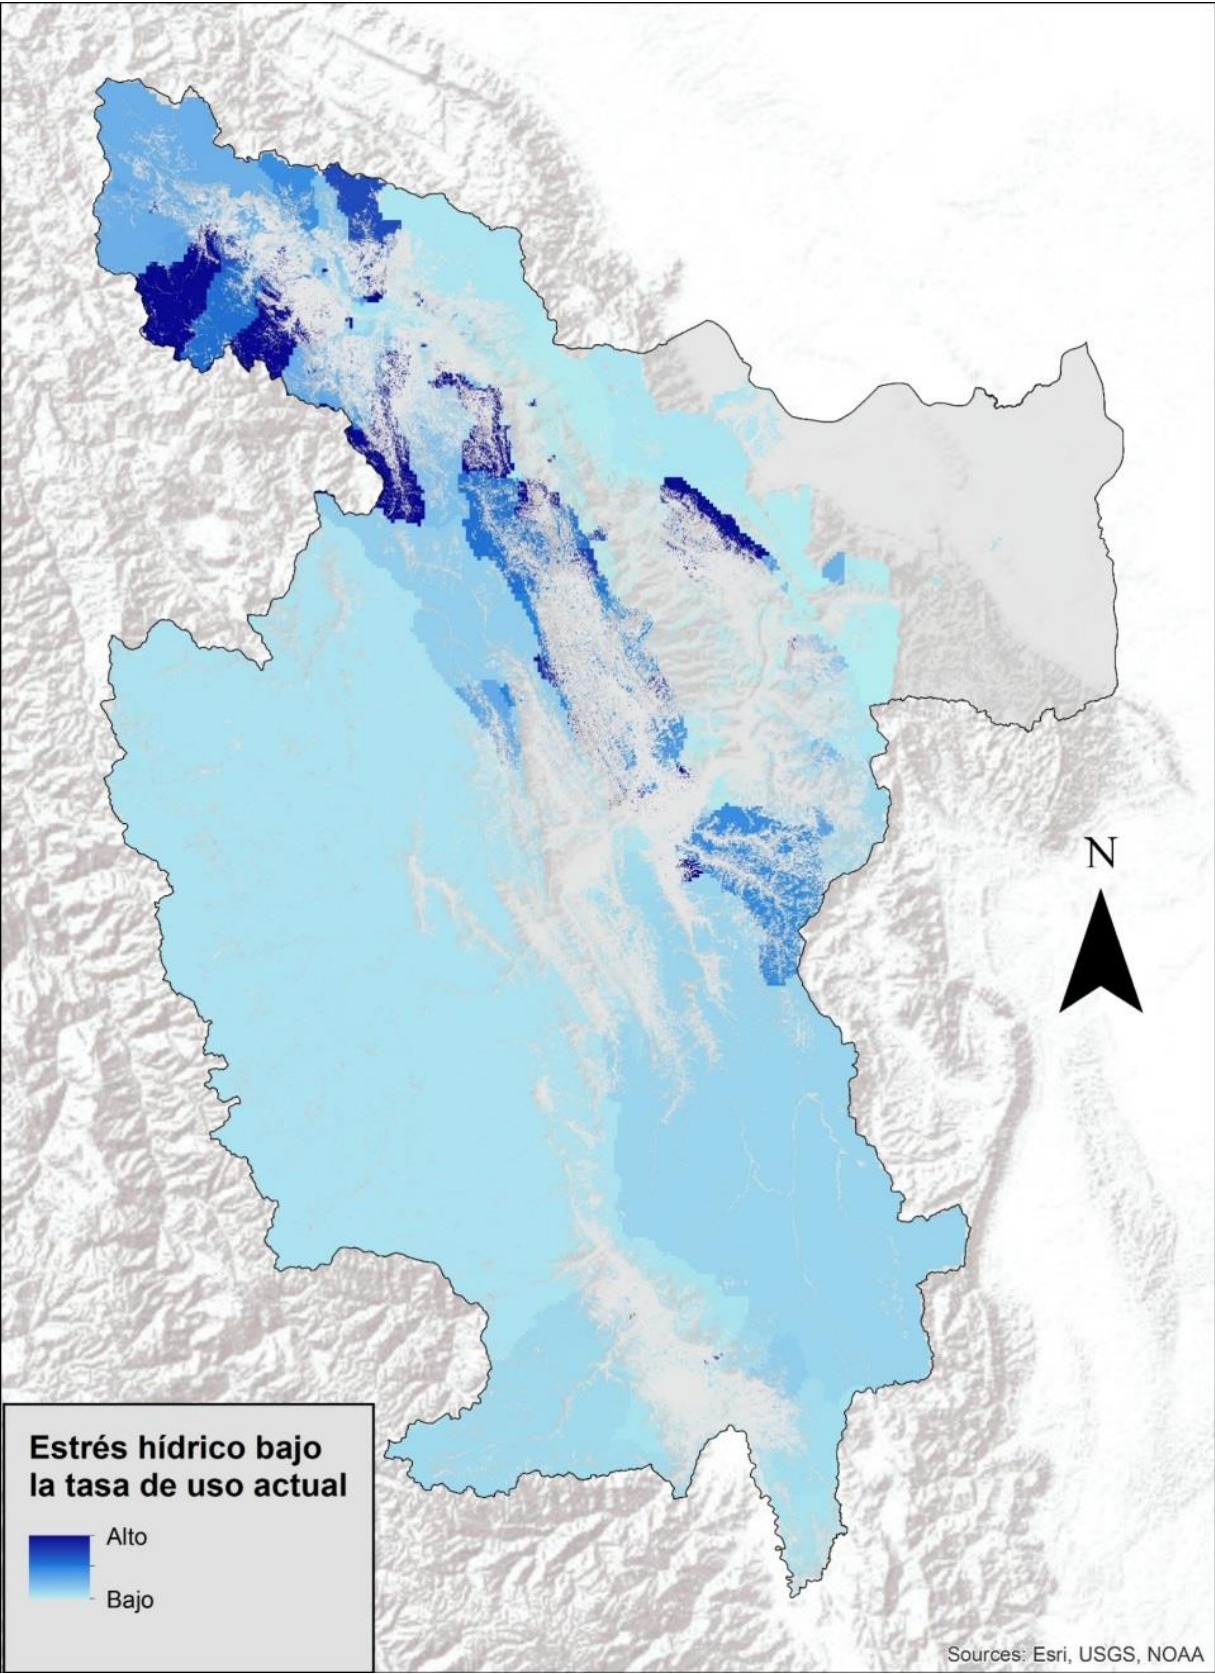 N
Estrés hídrico bajo
la tasa de uso actual
Alto
Bajo
Sources: Esri, USGS, NOAA